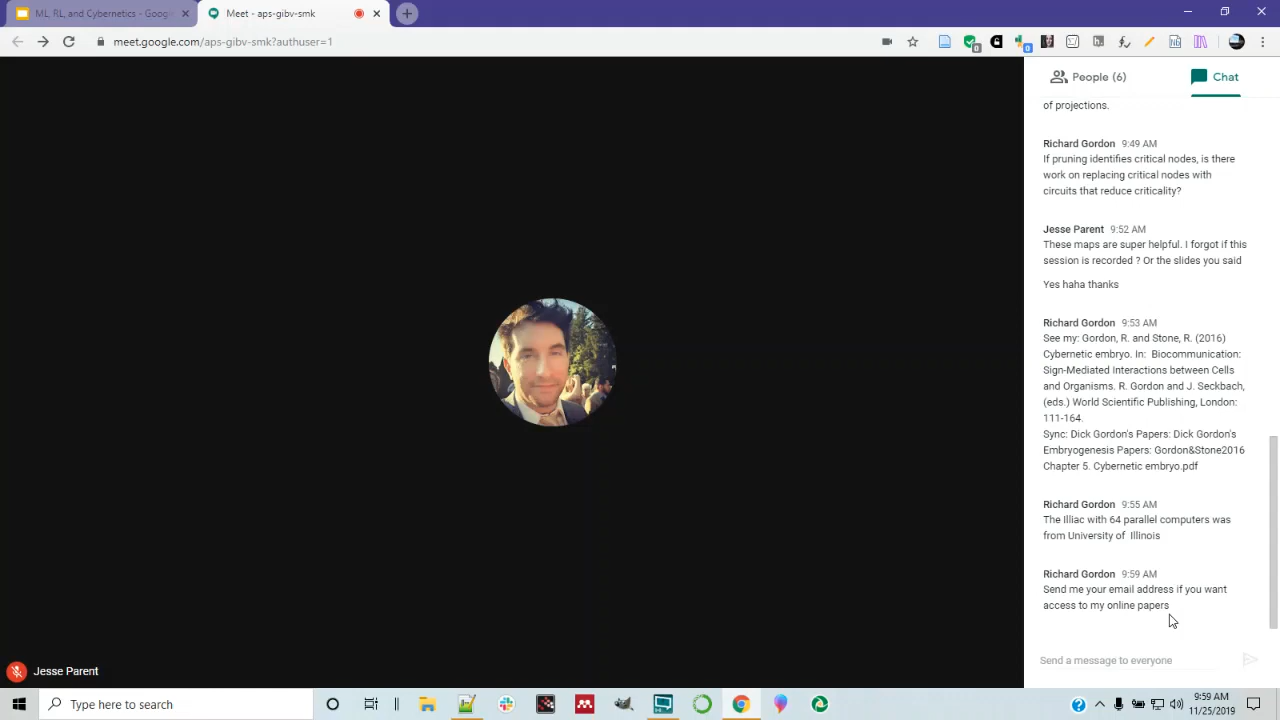 ML, RL, and Cybernetics - Google
Meet - aps-gibv-smk
meet.google.com/aps-gibv-smk?authuser=1
People (6)
Chat
of projections.
Richard Gordon 9:49 AM
If pruning identifies critical nodes, is there
work on replacing critical nodes with
circuits that reduce criticality?
Jesse Parent 9:52 AM
These maps are super helpful. I forgot if this
session is recorded ? Or the slides you said
Yes haha thanks
Richard Gordon 9:53 AM
See my: Gordon, R. and Stone, R. (2016)
Cybernetic embryo. In: Biocommunication:
Sign-Mediated Interactions between Cells
and Organisms. R. Gordon and J. Seckbach,
(eds.) World Scientific Publishing, London:
111-164.
Sync: Dick Gordon's Papers: Dick Gordon's
Embryogenesis Papers: Gordon&Stone2016
Chapter 5. Cybernetic embryo.pdf
Richard Gordon 9:55 AM
The Illiac with 64 parallel computers was
from University of Illinois
Richard Gordon 9:59 AM
Send me your email address if you want
access to my online papers
Send a message to everyone
Jesse Parent
Type here to search
9:59 AM
11/25/2019